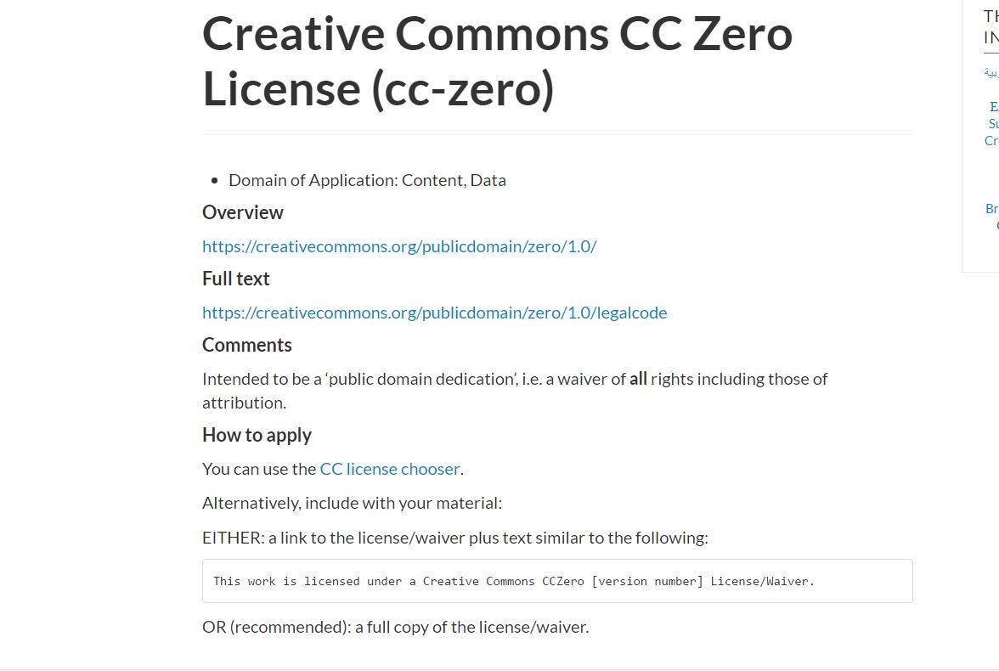 Creative Commons CC Zero
License (cc-zero)
Domain of Application: Content, Data
Overview
https://creativecommons.org/publicdomain/zero/1.0/
Full text
https://creativecommons.org/publicdomain/zero/1.0/legalcode
Comments
Intended to be a ‘public domain dedication’, i.e. a waiver of all rights including those of
attribution.
How to apply
You can use the CC license chooser.
Alternatively, include with your material:
EITHER: a link to the license/waiver plus text similar to the following:
This work is licensed under a Creative Commons CCZero [version number] License/Waiver.
OR (recommended): a full copy of the license/waiver.